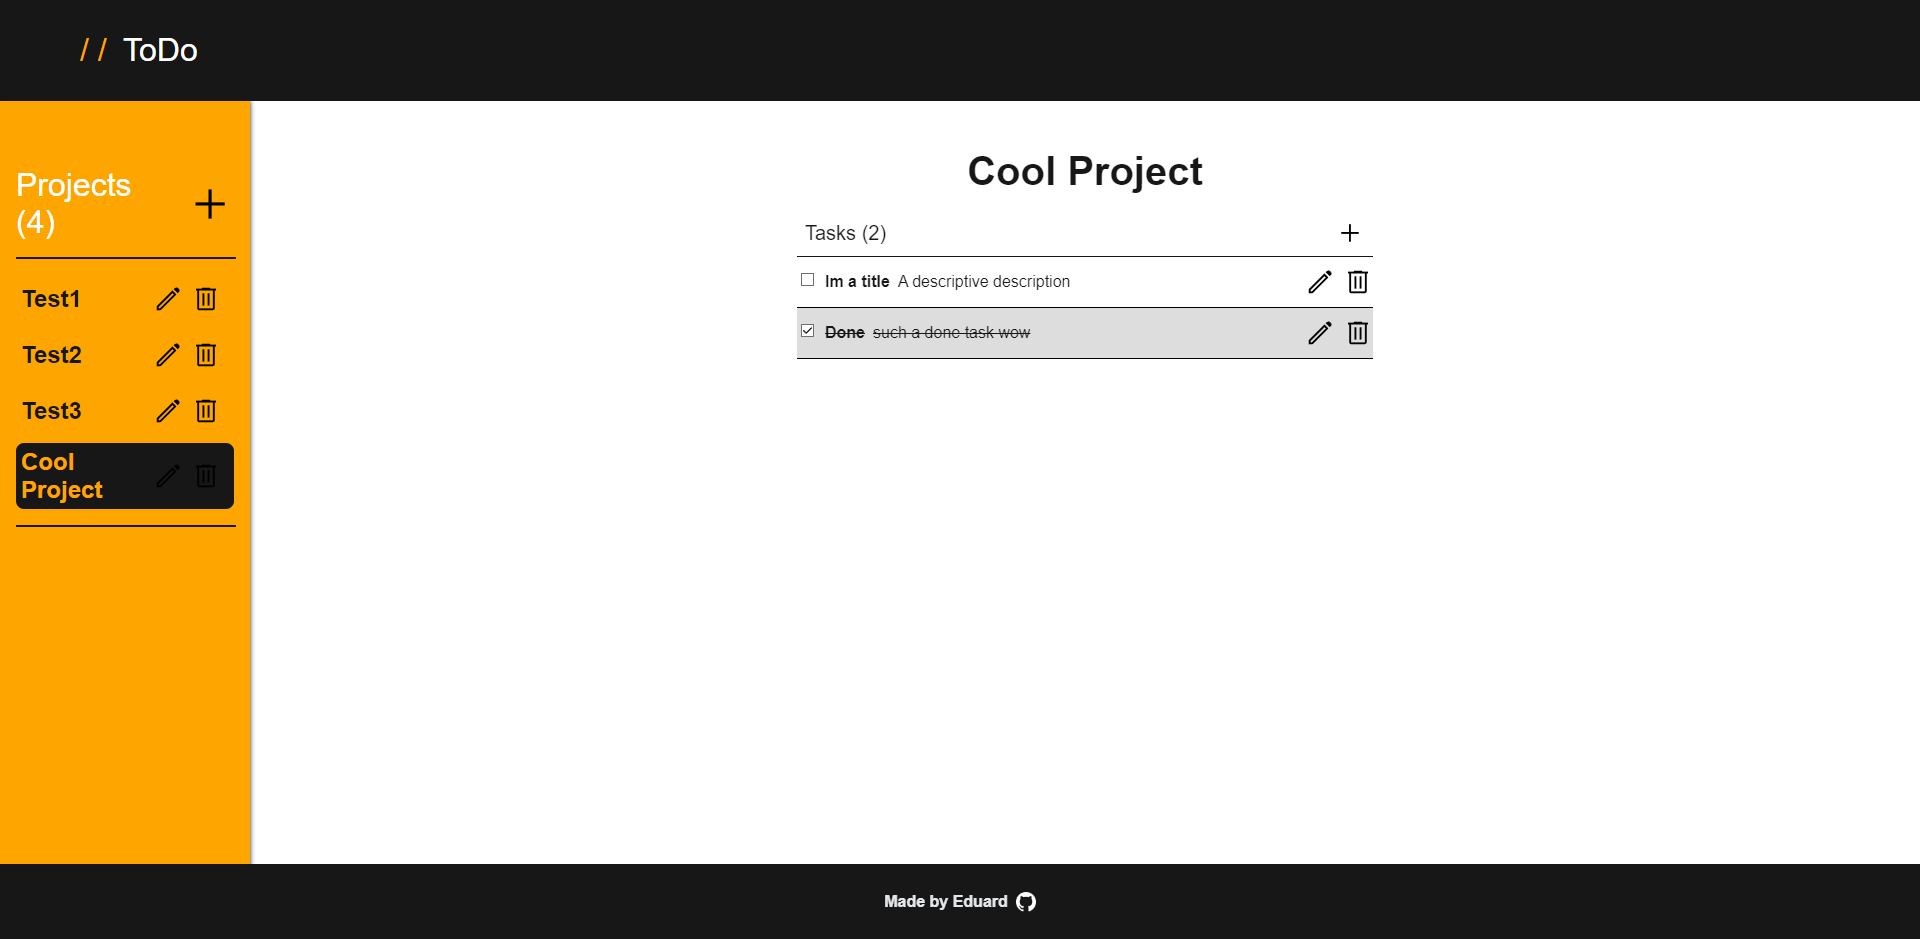 // ToDo
Projects
(4)
Test1
Test2
Test3
Cool
Project
Cool Project
Tasks (2)
Im a title A descriptive description
Done such a done task wow
Made by Eduard